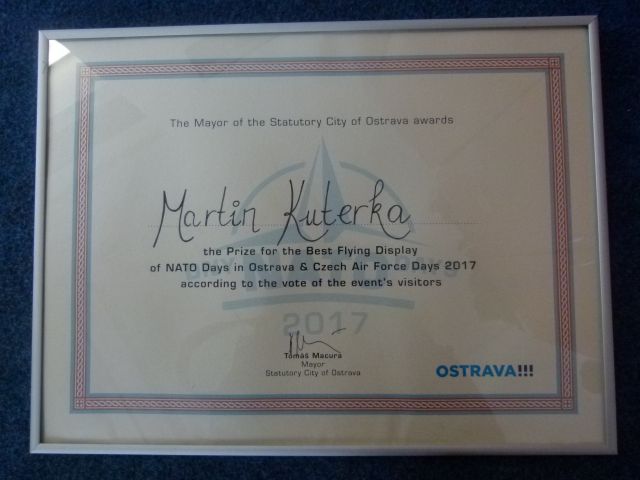 The Mayor of the Statutory City of Ostrava awards
Martin Kuterka
the Prize for the Best Flying Display
of NATO Days in Ostrava & Czech Air Force Days 2017
according to the vote of the event's visitors
2017
Tomáš Macura
Mayor
Statutory City of Ostrava
OSTRAVA!!!